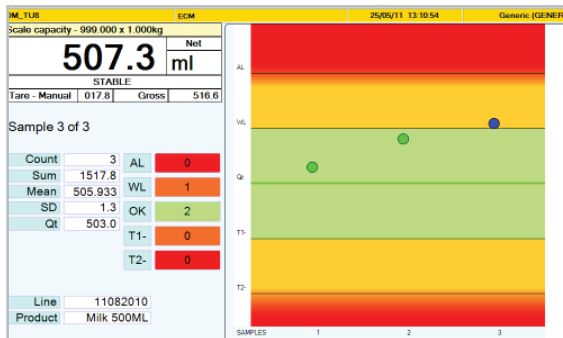 DM_TU8 ECM 25/05/11 13:10:54 Generic (GENER
Scale capacity - 999.000 x 1.000kg
507.3 Net ml
STABLE
Tare - Manual 017.8 Gross 516.6
Sample 3 of 3
Count 3 AL 0
Sum 1517.8
Mean 505.933 WL 1
SD 1.3 OK 2
Qt 503.0
T1- 0
T2- 0
Line 11082010
Product Milk 500ML
AL
WL
Qt
T1-
T2-
SAMPLES 1 2 3